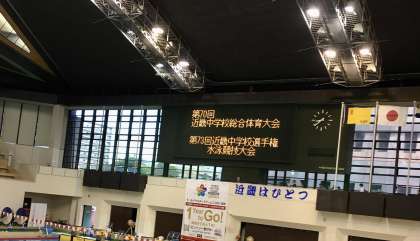 第70回
近畿中学校総合体育大会
第73回近畿中学校選手権
水泳競技大会
近畿はひとつ
Go!